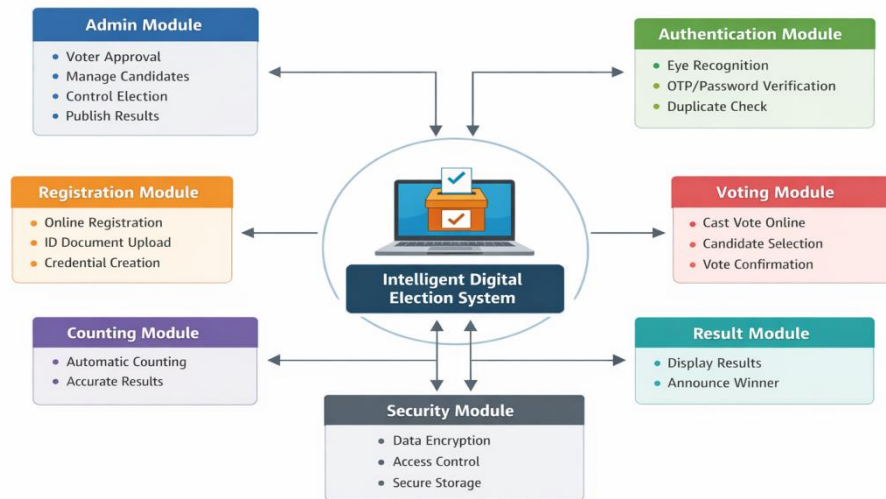 Admin Module
Voter Approval
Manage Candidates
Control Election
Publish Results
Authentication Module
Eye Recognition
OTP/Password Verification
Duplicate Check
Registration Module
Online Registration
ID Document Upload
Credential Creation
Intelligent Digital
Election System
Voting Module
Cast Vote Online
Candidate Selection
Vote Confirmation
Counting Module
Automatic Counting
Accurate Results
Result Module
Display Results
Announce Winner
Security Module
Data Encryption
Access Control
Secure Storage